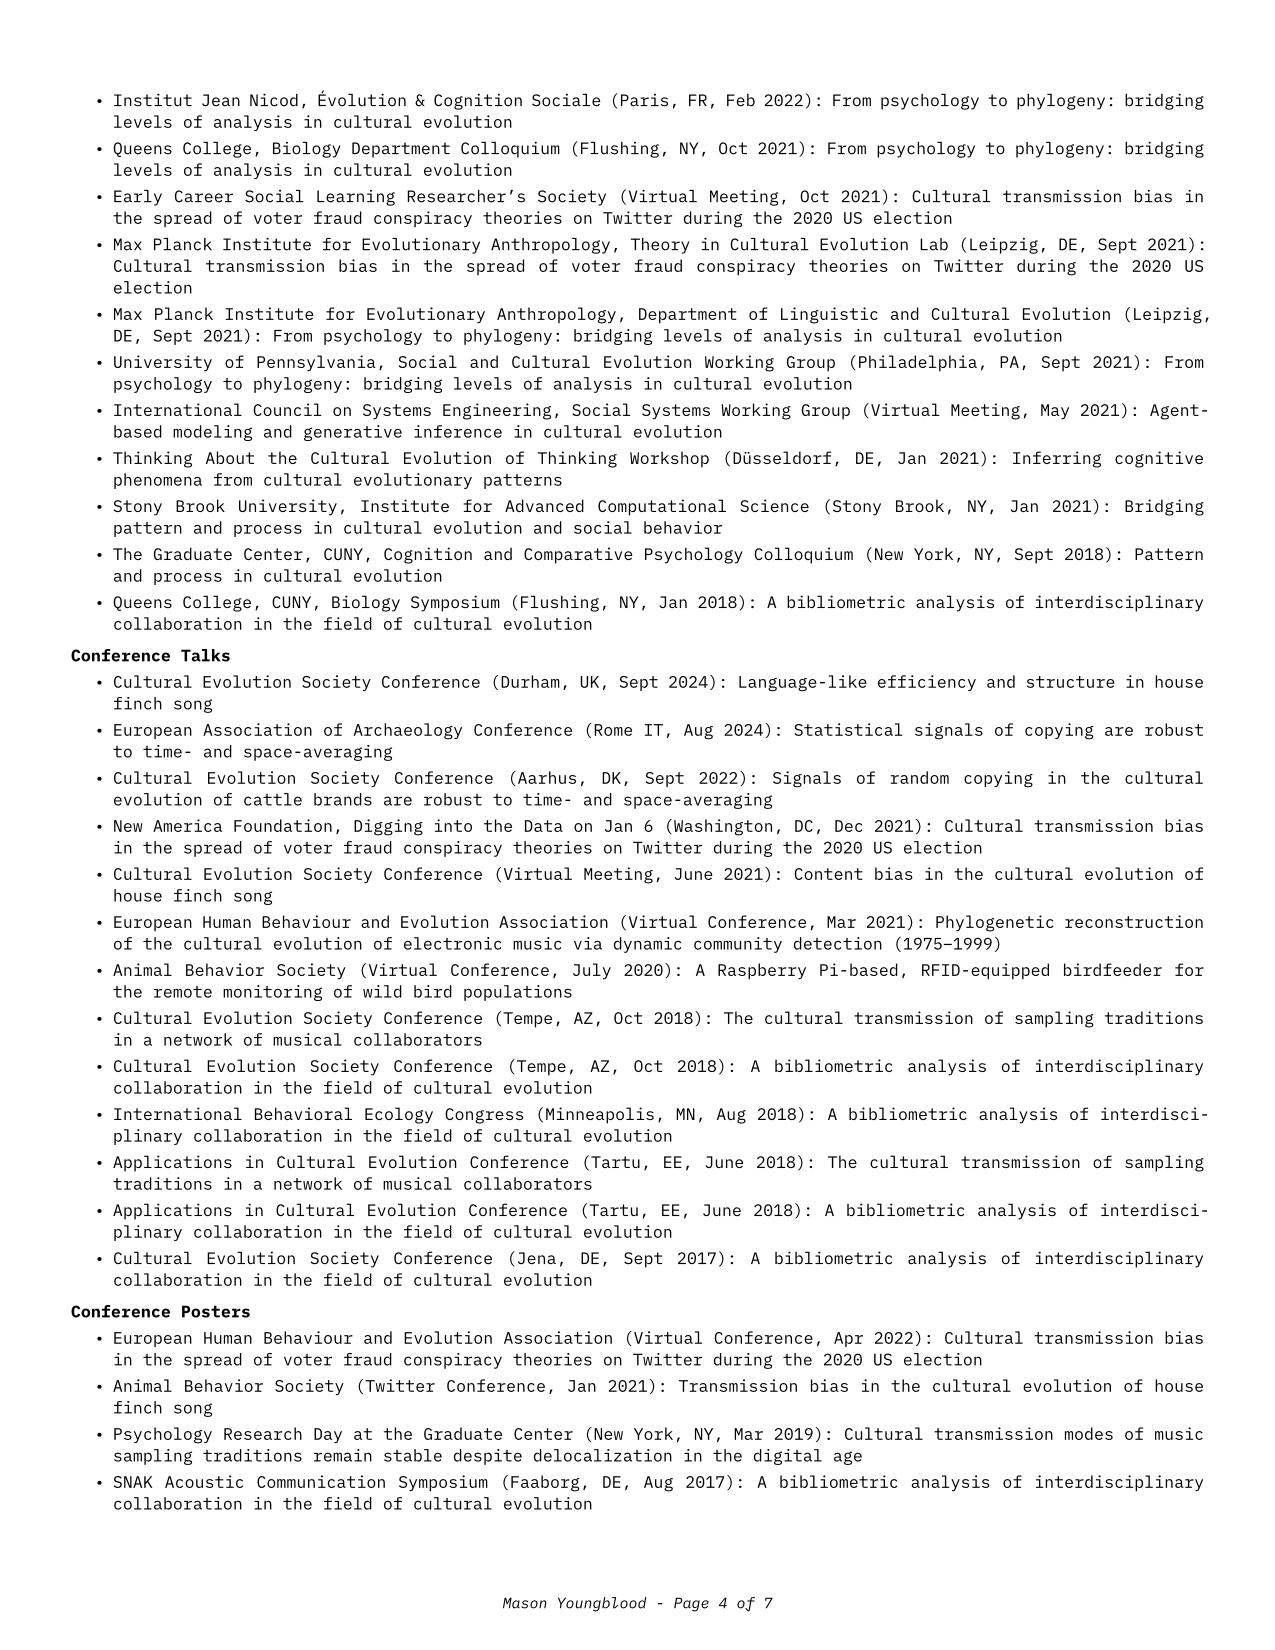 • Institut Jean Nicod, Évolution & Cognition Sociale (Paris, FR, Feb 2022): From psychology to phylogeny: bridging
levels of analysis in cultural evolution
• Queens College, Biology Department Colloquium (Flushing, NY, Oct 2021): From psychology to phylogeny: bridging
levels of analysis in cultural evolution
• Early Career Social Learning Researcher’s Society (Virtual Meeting, Oct 2021): Cultural transmission bias in
the spread of voter fraud conspiracy theories on Twitter during the 2020 US election
• Max Planck Institute for Evolutionary Anthropology, Theory in Cultural Evolution Lab (Leipzig, DE, Sept 2021):
Cultural transmission bias in the spread of voter fraud conspiracy theories on Twitter during the 2020 US
election
• Max Planck Institute for Evolutionary Anthropology, Department of Linguistic and Cultural Evolution (Leipzig,
DE, Sept 2021): From psychology to phylogeny: bridging levels of analysis in cultural evolution
• University of Pennsylvania, Social and Cultural Evolution Working Group (Philadelphia, PA, Sept 2021): From
psychology to phylogeny: bridging levels of analysis in cultural evolution
• International Council on Systems Engineering, Social Systems Working Group (Virtual Meeting, May 2021): Agent-
based modeling and generative inference in cultural evolution
• Thinking About the Cultural Evolution of Thinking Workshop (Düsseldorf, DE, Jan 2021): Inferring cognitive
phenomena from cultural evolutionary patterns
• Stony Brook University, Institute for Advanced Computational Science (Stony Brook, NY, Jan 2021): Bridging
pattern and process in cultural evolution and social behavior
• The Graduate Center, CUNY, Cognition and Comparative Psychology Colloquium (New York, NY, Sept 2018): Pattern
and process in cultural evolution
• Queens College, CUNY, Biology Symposium (Flushing, NY, Jan 2018): A bibliometric analysis of interdisciplinary
collaboration in the field of cultural evolution
Conference Talks
• Cultural Evolution Society Conference (Durham, UK, Sept 2024): Language-like efficiency and structure in house
finch song
• European Association of Archaeology Conference (Rome IT, Aug 2024): Statistical signals of copying are robust
to time- and space-averaging
• Cultural Evolution Society Conference (Aarhus, DK, Sept 2022): Signals of random copying in the cultural
evolution of cattle brands are robust to time- and space-averaging
• New America Foundation, Digging into the Data on Jan 6 (Washington, DC, Dec 2021): Cultural transmission bias
in the spread of voter fraud conspiracy theories on Twitter during the 2020 US election
• Cultural Evolution Society Conference (Virtual Meeting, June 2021): Content bias in the cultural evolution of
house finch song
• European Human Behaviour and Evolution Association (Virtual Conference, Mar 2021): Phylogenetic reconstruction
of the cultural evolution of electronic music via dynamic community detection (1975–1999)
• Animal Behavior Society (Virtual Conference, July 2020): A Raspberry Pi-based, RFID-equipped birdfeeder for
the remote monitoring of wild bird populations
• Cultural Evolution Society Conference (Tempe, AZ, Oct 2018): The cultural transmission of sampling traditions
in a network of musical collaborators
• Cultural Evolution Society Conference (Tempe, AZ, Oct 2018): A bibliometric analysis of interdisciplinary
collaboration in the field of cultural evolution
• International Behavioral Ecology Congress (Minneapolis, MN, Aug 2018): A bibliometric analysis of interdisci-
plinary collaboration in the field of cultural evolution
• Applications in Cultural Evolution Conference (Tartu, EE, June 2018): The cultural transmission of sampling
traditions in a network of musical collaborators
• Applications in Cultural Evolution Conference (Tartu, EE, June 2018): A bibliometric analysis of interdisci-
plinary collaboration in the field of cultural evolution
• Cultural Evolution Society Conference (Jena, DE, Sept 2017): A bibliometric analysis of interdisciplinary
collaboration in the field of cultural evolution
Conference Posters
• European Human Behaviour and Evolution Association (Virtual Conference, Apr 2022): Cultural transmission bias
in the spread of voter fraud conspiracy theories on Twitter during the 2020 US election
• Animal Behavior Society (Twitter Conference, Jan 2021): Transmission bias in the cultural evolution of house
finch song
• Psychology Research Day at the Graduate Center (New York, NY, Mar 2019): Cultural transmission modes of music
sampling traditions remain stable despite delocalization in the digital age
• SNAK Acoustic Communication Symposium (Faaborg, DE, Aug 2017): A bibliometric analysis of interdisciplinary
collaboration in the field of cultural evolution
Mason Youngblood - Page 4 of 7